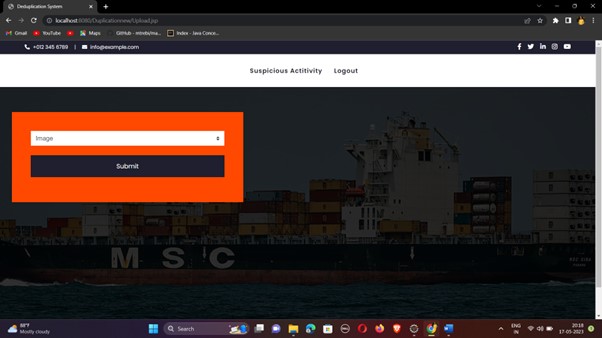 Deduplication System
localhost:8080/Duplicationnew/Upload.jsp
Gmail YouTube Maps GitHub - mtrello/ma... Index - Java Conce...
+012 345 6789 | info@example.com
Suspicious Actitivity Logout
Image
Submit
MSC
88°F
Mostly cloudy
Search
ENG
IN
20:18
17-05-2023